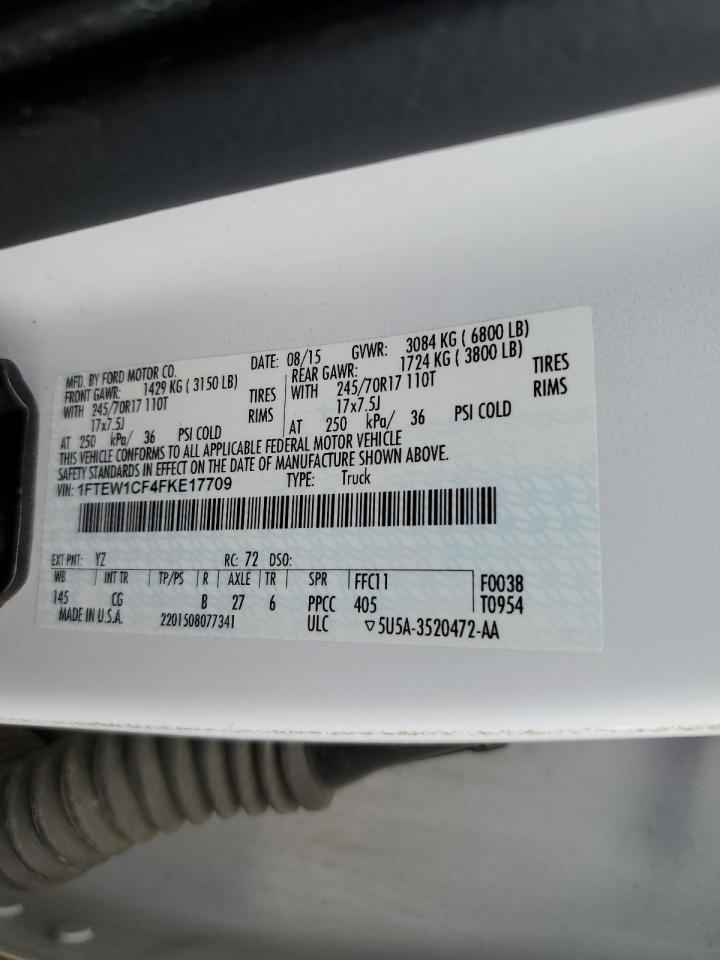 MFD. BY FORD MOTOR CO. DATE: 08/15 GVWR: 3084 KG ( 6800 LB)
FRONT GAWR: 1429 KG ( 3150 LB) REAR GAWR: 1724 KG ( 3800 LB)
WITH 245/70R17 110T TIRES WITH 245/70R17 110T TIRES
17x7.5J RIMS 17x7.5J RIMS
AT 250 kPa/ 36 PSI COLD AT 250 kPa/ 36 PSI COLD
THIS VEHICLE CONFORMS TO ALL APPLICABLE FEDERAL MOTOR VEHICLE
SAFETY STANDARDS IN EFFECT ON THE DATE OF MANUFACTURE SHOWN ABOVE.
VIN: 1FTEW1CF4FKE17709 TYPE: Truck
EXT PNT: YZ RC: 72 DSO:
WB INT TR TP/PS R AXLE TR SPR FFC11 F0038
145 CG B 27 6 PPCC 405 T0954
MADE IN U.S.A. 2201508077341 ULC ▽5U5A-3520472-AA